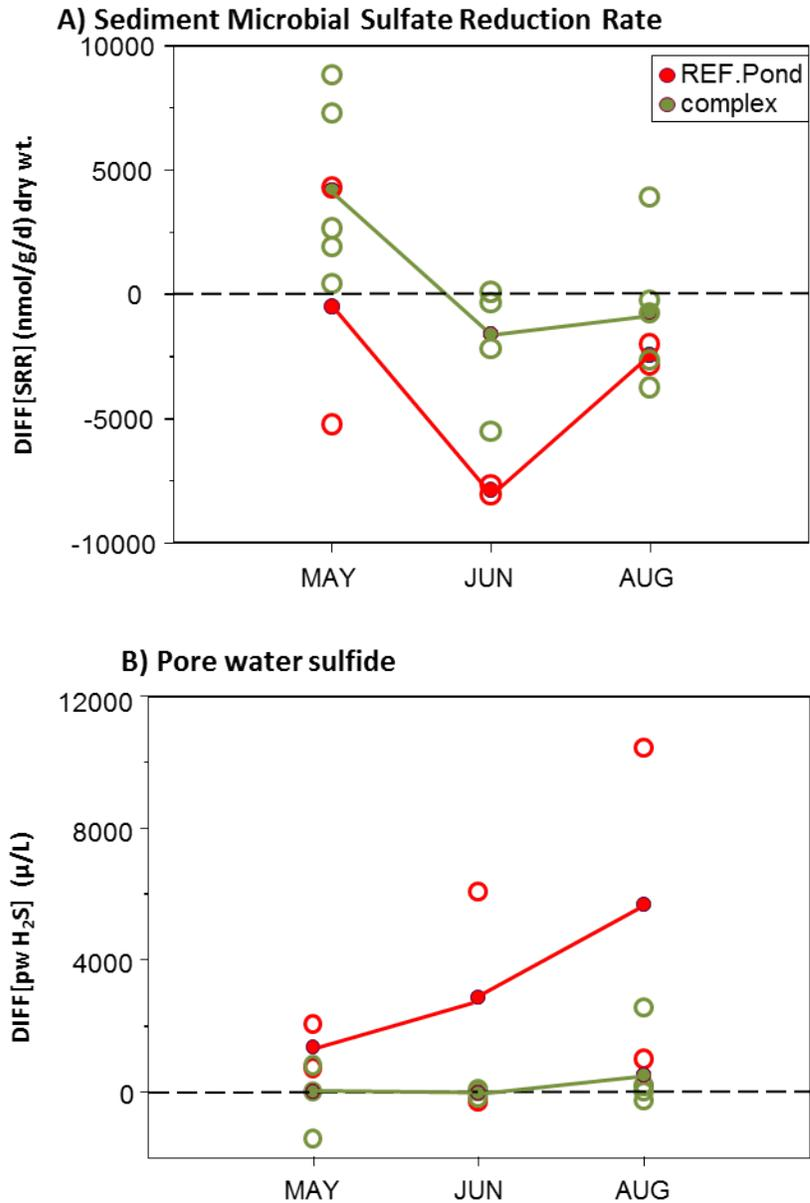 A) Sediment Microbial Sulfate Reduction Rate
10000
REF.Pond
complex
5000
0
-5000
-10000
DIFF[SRR] (nmol/g/d) dry wt.
MAY JUN AUG
B) Pore water sulfide
12000
8000
4000
0
DIFF[pw H₂S] (µ/L)
MAY JUN AUG